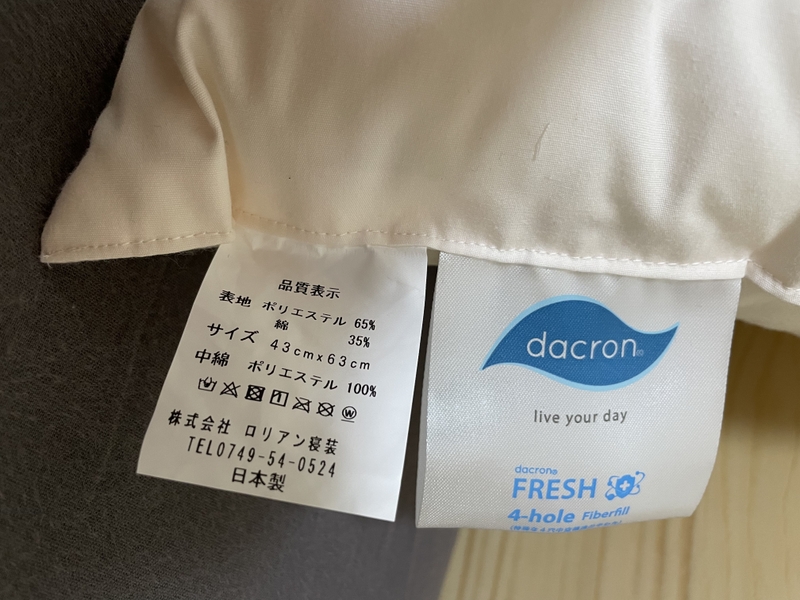 品質表示
表地 ポリエステル 65%
綿 35%
サイズ 43cmx63cm
中綿 ポリエステル 100%
株式会社 ロリアン寝装
TEL0749-54-0524
日本製
dacron®
live your day
dacron®
FRESH
4-hole Fiberfill